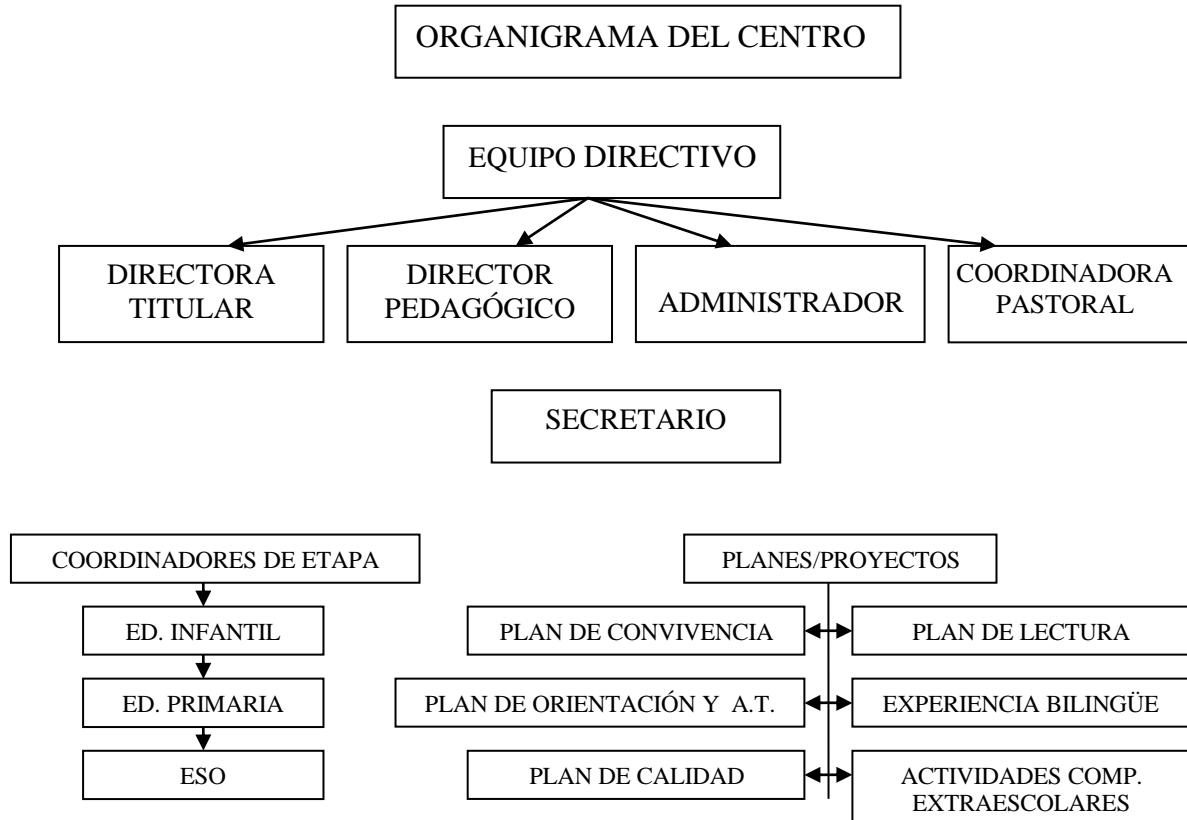 ORGANIGRAMA DEL CENTRO
EQUIPO DIRECTIVO
DIRECTORA
TITULAR
DIRECTOR
PEDAGÓGICO
ADMINISTRADOR
COORDINADORA
PASTORAL
SECRETARIO
COORDINADORES DE ETAPA
ED. INFANTIL
ED. PRIMARIA
ESO
PLANES/PROYECTOS
PLAN DE CONVIVENCIA
PLAN DE LECTURA
PLAN DE ORIENTACIÓN Y A.T.
EXPERIENCIA BILINGÜE
PLAN DE CALIDAD
ACTIVIDADES COMP.
EXTRAESCOLARES